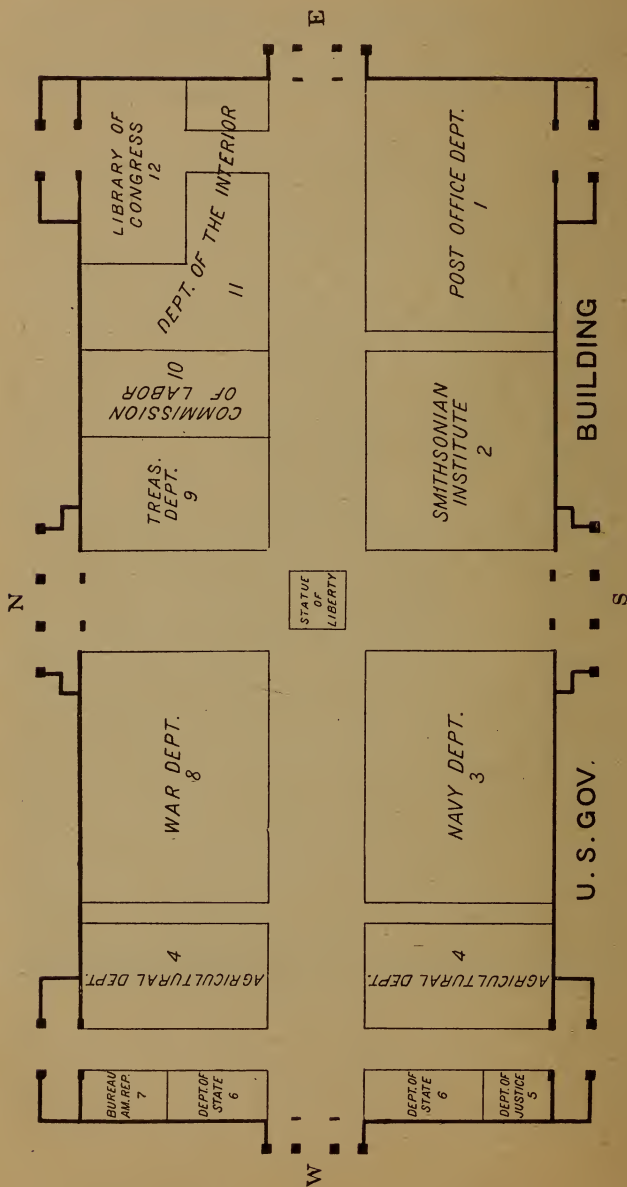 N
LIBRARY OF
CONGRESS
12
DEPT. OF THE INTERIOR
11
COMMISSION
OF LABOR
10
TREAS.
DEPT.
9
WAR DEPT.
8
AGRICULTURAL DEPT.
4
BUREAU
AM. REP.
7
DEPT. OF
STATE
6
W
STATUE
OF
LIBERTY
E
DEPT. OF
STATE
6
DEPT. OF
JUSTICE
5
AGRICULTURAL DEPT.
4
NAVY DEPT.
3
SMITHSONIAN
INSTITUTE
2
POST OFFICE DEPT.
1
S
U.S. GOV. BUILDING